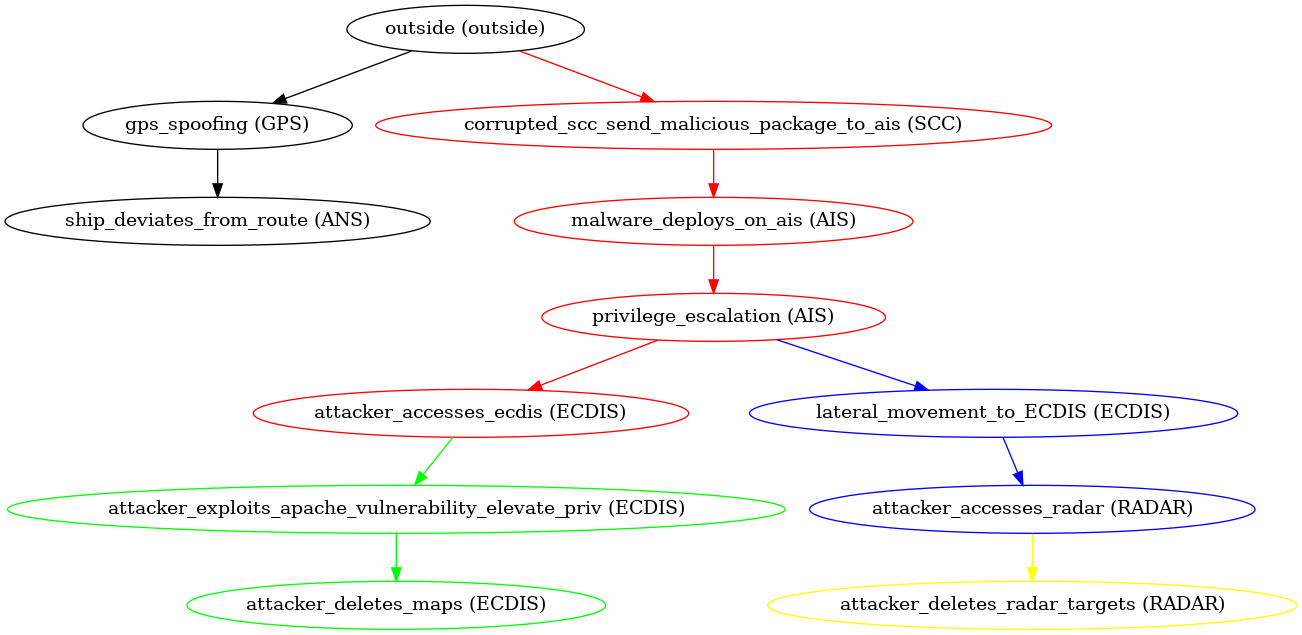 outside (outside)
gps_spoofing (GPS)
corrupted_scc_send_malicious_package_to_ais (SCC)
ship_deviates_from_route (ANS)
malware_deploys_on_ais (AIS)
privilege_escalation (AIS)
attacker_accesses_ecdis (ECDIS)
lateral_movement_to_ECDIS (ECDIS)
attacker_exploits_apache_vulnerability_elevate_priv (ECDIS)
attacker_accesses_radar (RADAR)
attacker_deletes_maps (ECDIS)
attacker_deletes_radar_targets (RADAR)